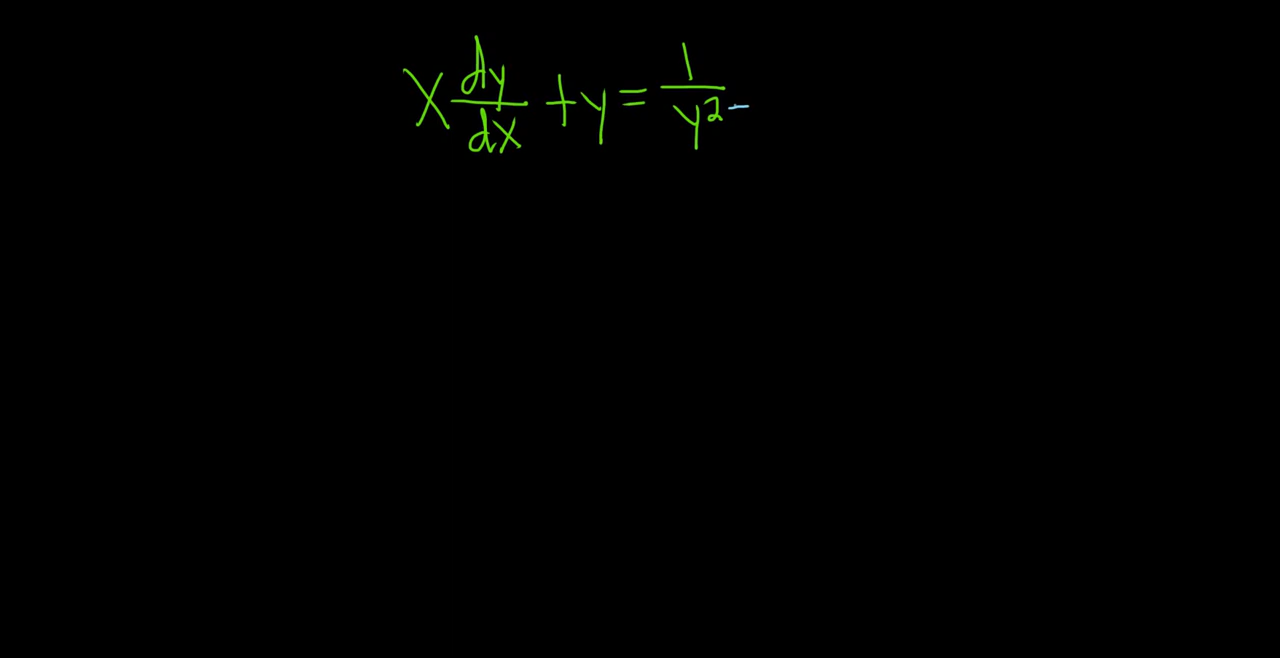 x dy/dx + y = 1/y² -